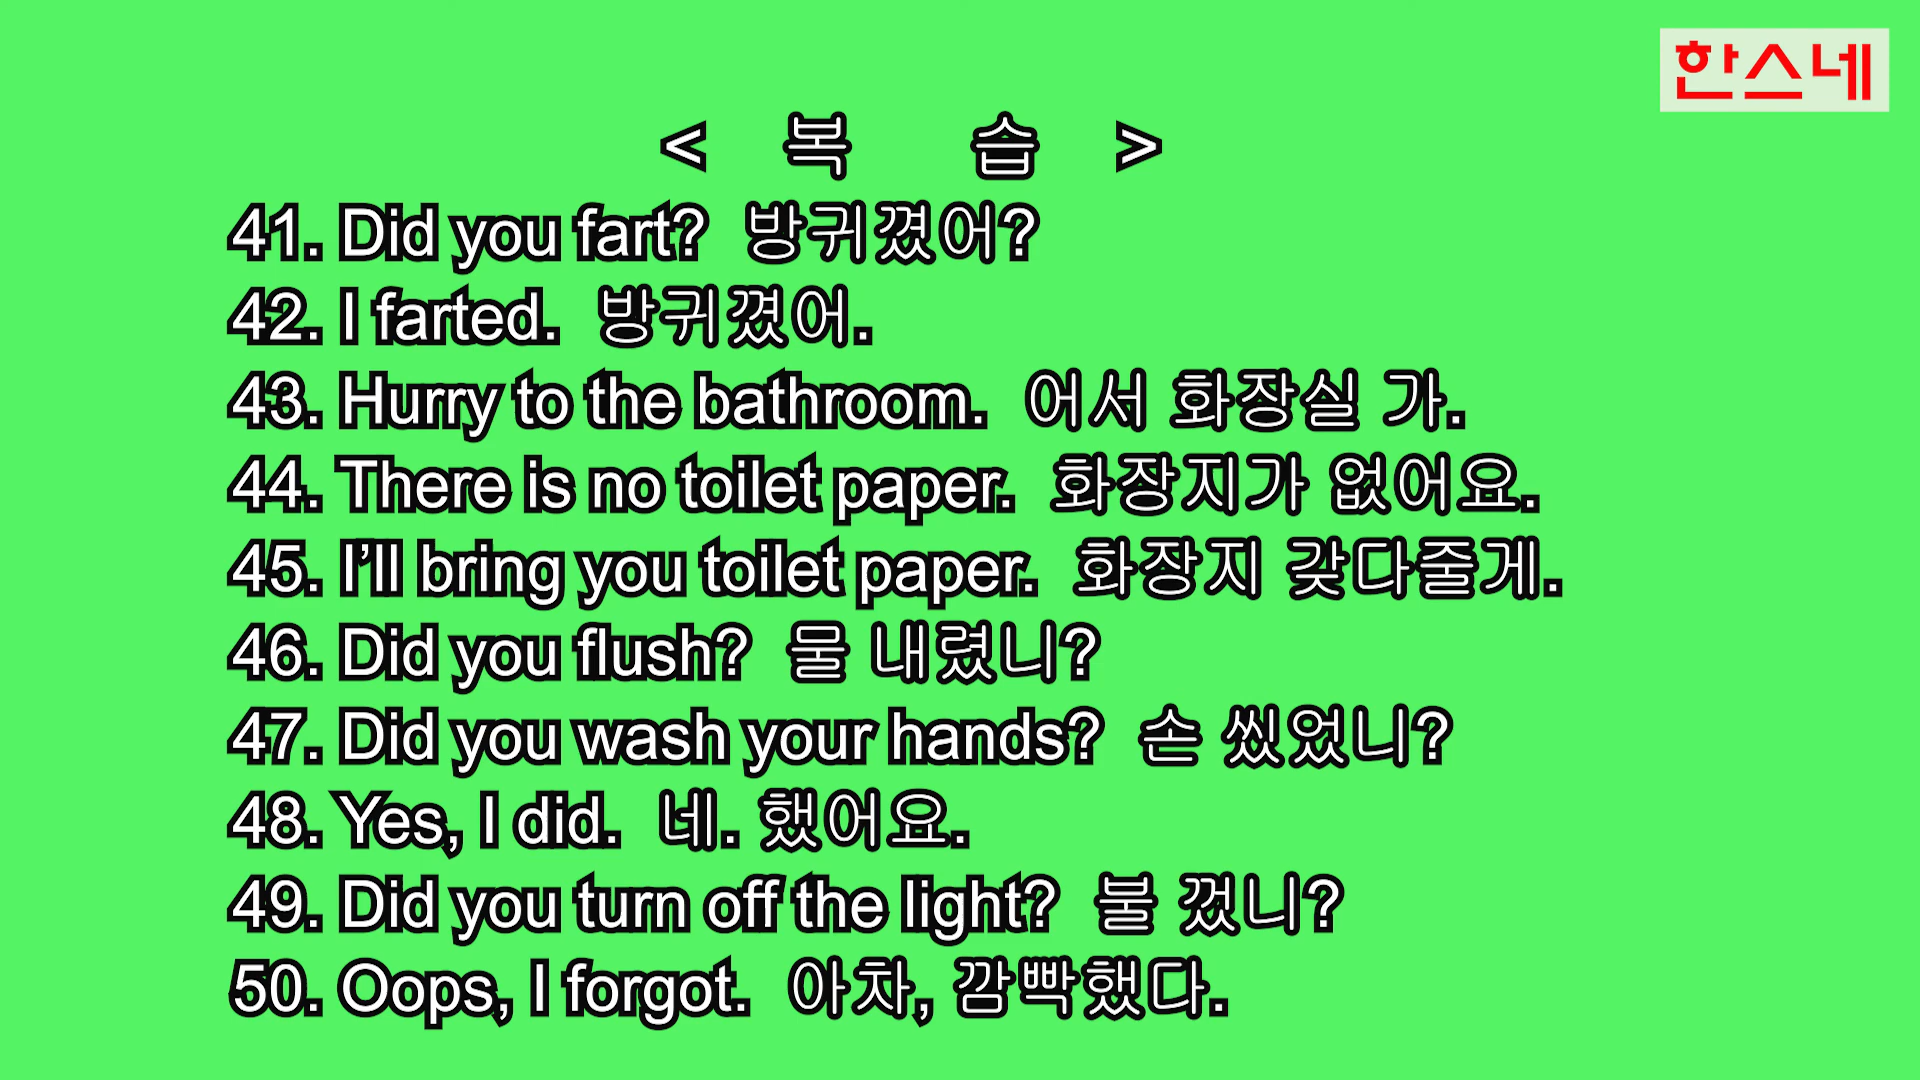 한스네
< 복 습 >
41. Did you fart? 방귀꼈어?
42. I farted. 방귀꼈어.
43. Hurry to the bathroom. 어서 화장실 가.
44. There is no toilet paper. 화장지가 없어요.
45. I’ll bring you toilet paper. 화장지 갖다줄게.
46. Did you flush? 물 내렸니?
47. Did you wash your hands? 손 씼었니?
48. Yes, I did. 네. 했어요.
49. Did you turn off the light? 불 껐니?
50. Oops, I forgot. 아차, 깜빡했다.